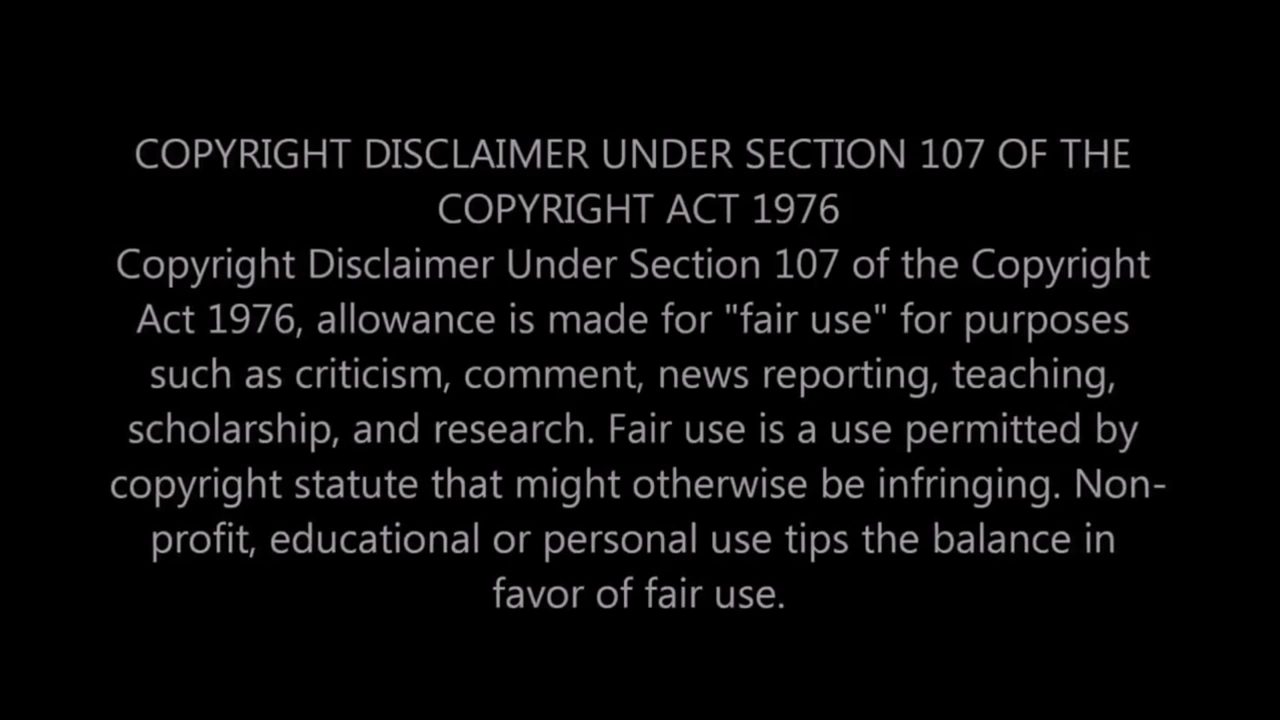 COPYRIGHT DISCLAIMER UNDER SECTION 107 OF THE
COPYRIGHT ACT 1976
Copyright Disclaimer Under Section 107 of the Copyright
Act 1976, allowance is made for "fair use" for purposes
such as criticism, comment, news reporting, teaching,
scholarship, and research. Fair use is a use permitted by
copyright statute that might otherwise be infringing. Non-
profit, educational or personal use tips the balance in
favor of fair use.